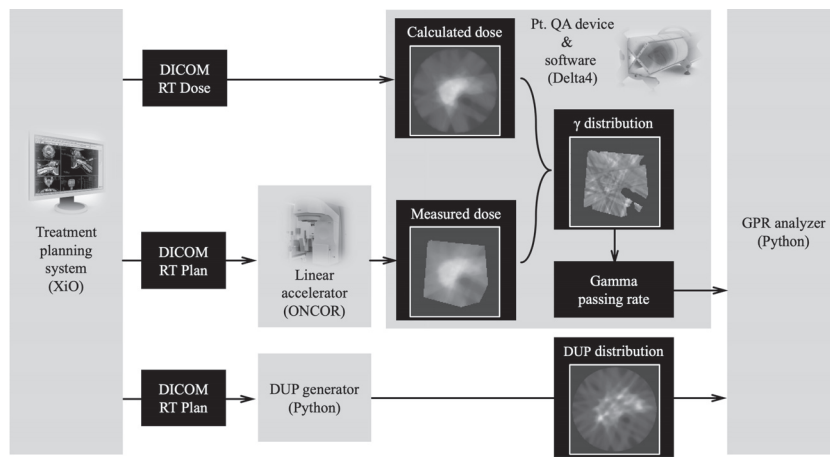 Treatment
planning
system
(XiO)
DICOM
RT Dose
Calculated dose
Pt. QA device
&
software
(Delta4)
γ distribution
DICOM
RT Plan
Linear
accelerator
(ONCOR)
Measured dose
Gamma
passing rate
GPR analyzer
(Python)
DICOM
RT Plan
DUP generator
(Python)
DUP distribution